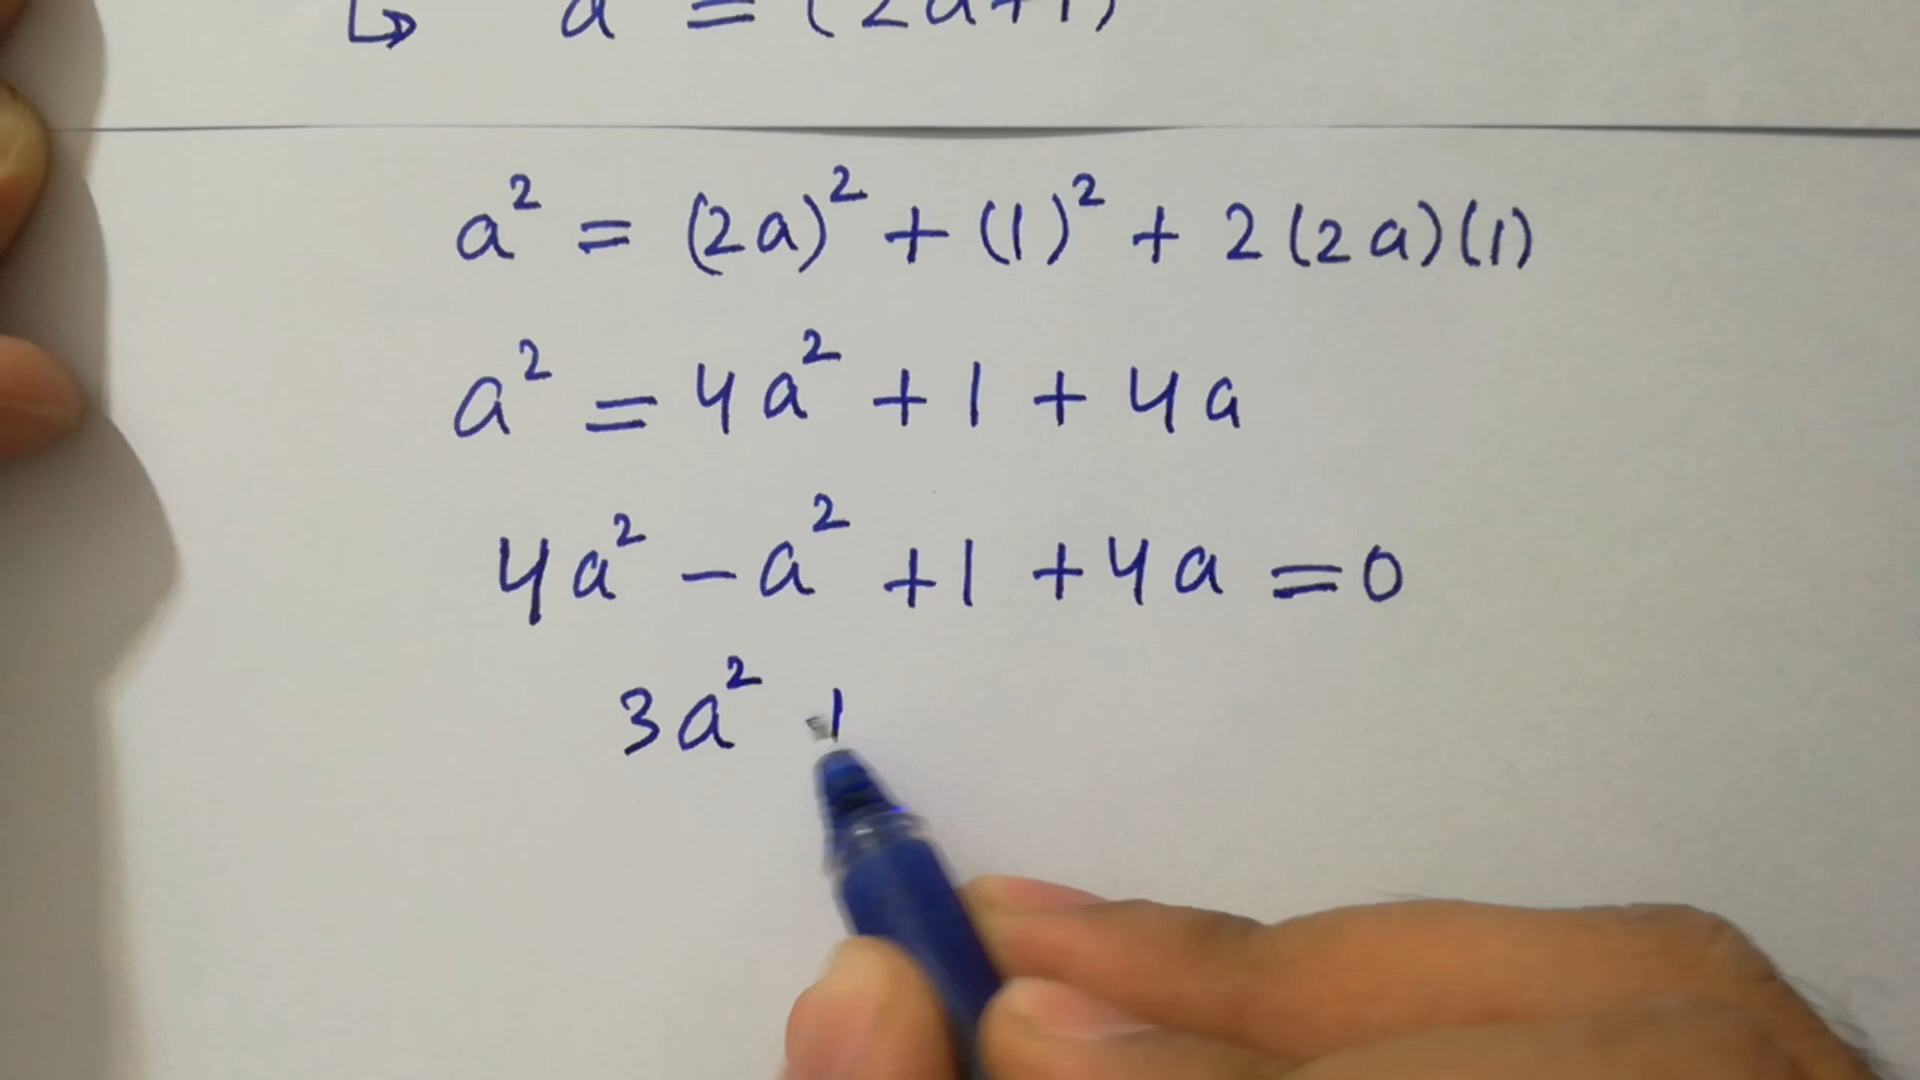 a² = (2a)² + (1)² + 2(2a)(1)
a² = 4a² + 1 + 4a
4a² - a² + 1 + 4a = 0
3a²